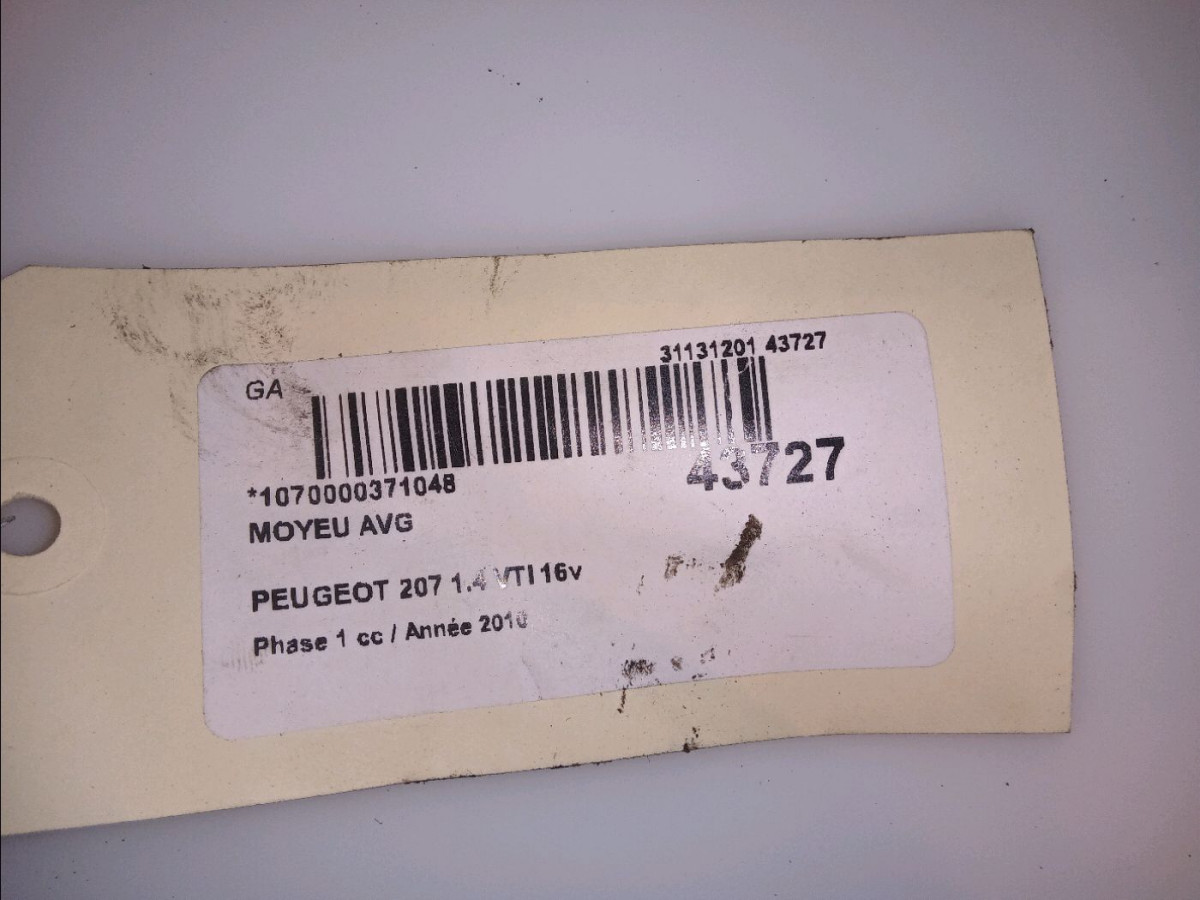 31131201 43727
GA
43727
*1070000371048
MOYEU AVG
PEUGEOT 207 1.4 VTI 16v
Phase 1 cc / Année 2010